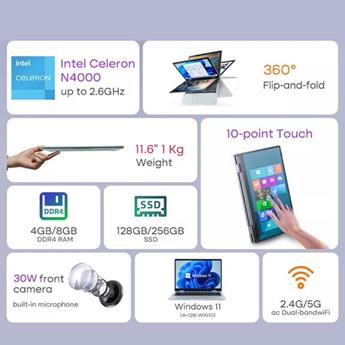 intel
CELERON
Intel Celeron
N4000
up to 2.6GHz
360°
Flip-and-fold
11.6" 1 Kg
Weight
10-point Touch
DDR4
4GB/8GB
DDR4 RAM
SSD
128GB/256GB
SSD
30W front
camera
built-in microphone
Windows 11
Windows 11
(4+128-WIN10)
2.4G/5G
ac Dual-bandwiFi